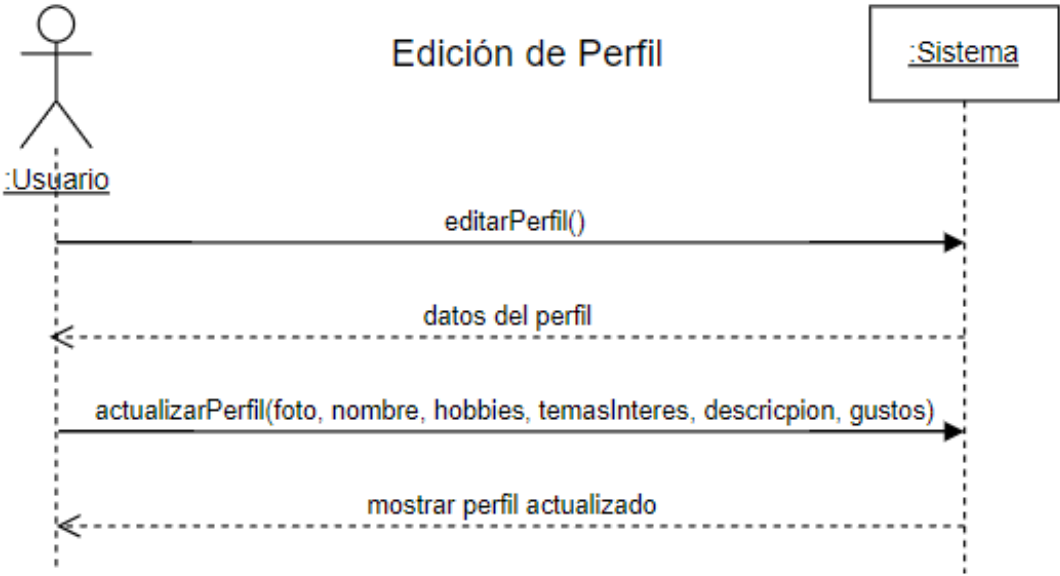 Edición de Perfil
:Sistema
:Usuario
editarPerfil()
datos del perfil
actualizarPerfil(foto, nombre, hobbies, temasInteres, descricpion, gustos)
mostrar perfil actualizado